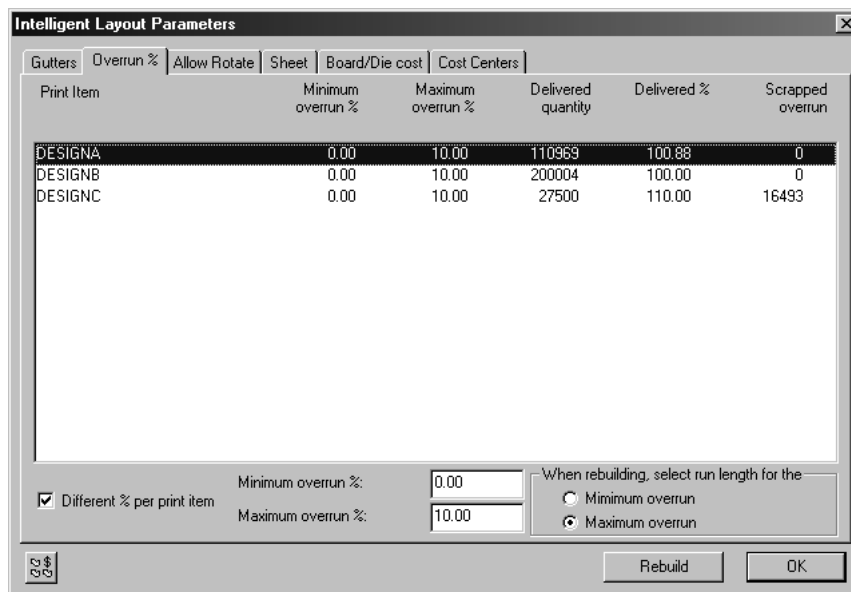 Intelligent Layout Parameters
Gutters Overrun % Allow Rotate Sheet Board/Die cost Cost Centers
Print Item Minimum overrun % Maximum overrun % Delivered quantity Delivered % Scrapped overrun
DESIGNA 0.00 10.00 110969 100.88 0
DESIGNB 0.00 10.00 200004 100.00 0
DESIGNC 0.00 10.00 27500 110.00 16493
Different % per print item
Minimum overrun %: 0.00
Maximum overrun %: 10.00
When rebuilding, select run length for the
Mimimum overrun
Maximum overrun
$
Rebuild OK